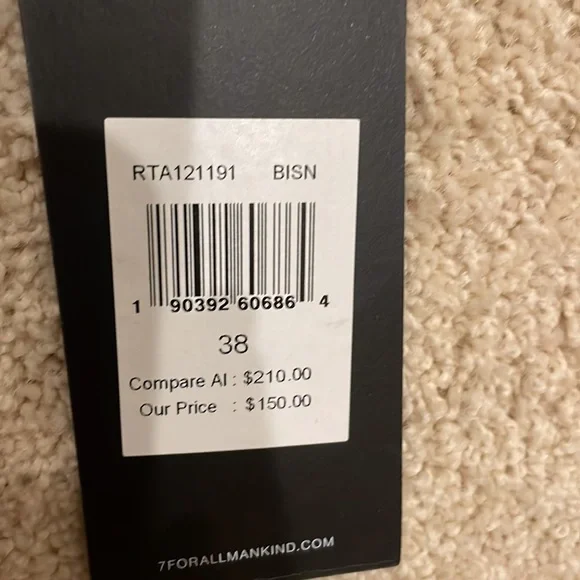 RTA121191 BISN
1 90392 60686 4
38
Compare Al : $210.00
Our Price : $150.00
7FORALLMANKIND.COM